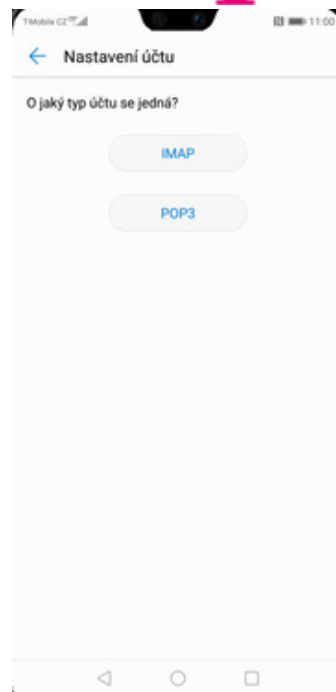 T-Mobile CZ
11:00
Nastavení účtu
O jaký typ účtu se jedná?
IMAP
POP3